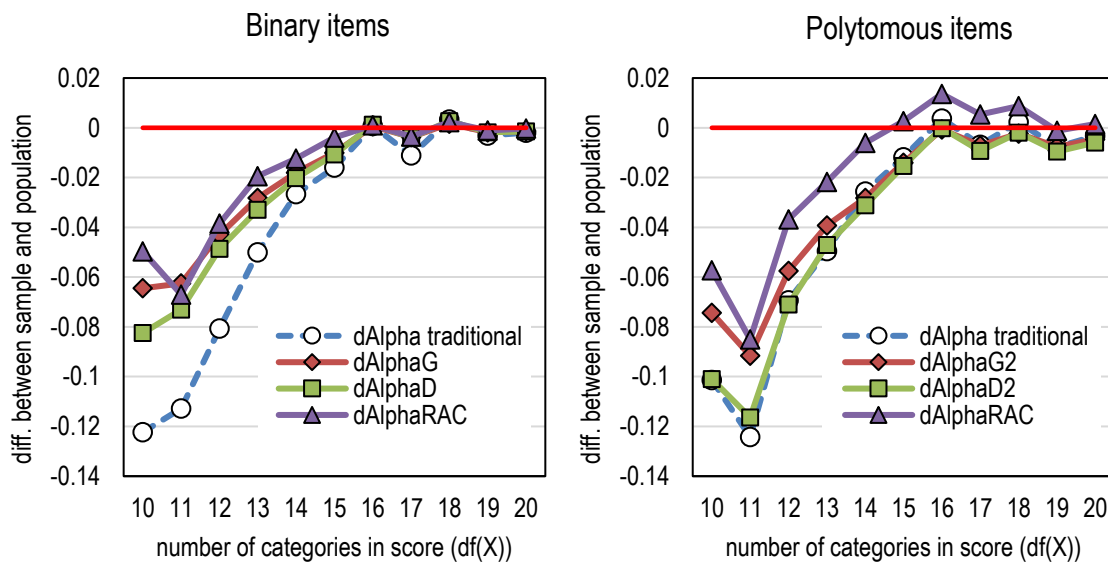 Binary items
diff. between sample and population
0.02
0
-0.02
-0.04
-0.06
-0.08
-0.1
-0.12
-0.14
dAlpha traditional
dAlphaG
dAlphaD
dAlphaRAC
10 11 12 13 14 15 16 17 18 19 20
number of categories in score (df(X))
Polytomous items
diff. between sample and population
0.02
0
-0.02
-0.04
-0.06
-0.08
-0.1
-0.12
-0.14
dAlpha traditional
dAlphaG2
dAlphaD2
dAlphaRAC
10 11 12 13 14 15 16 17 18 19 20
number of categories in score (df(X))